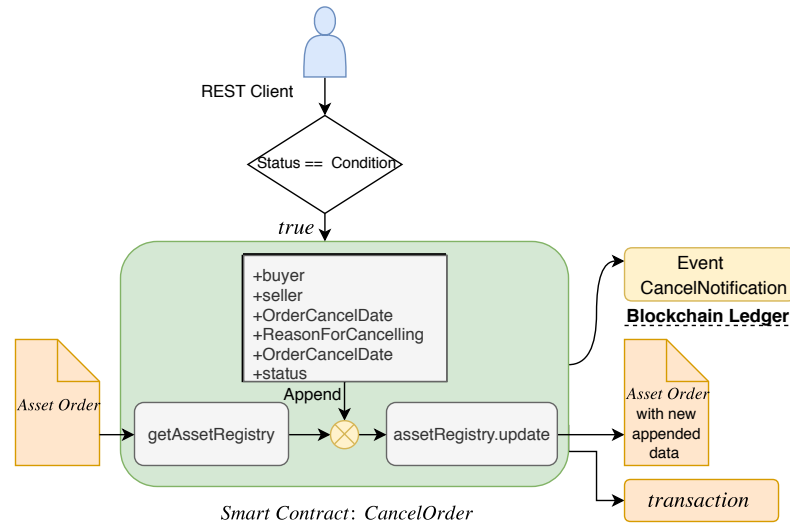 REST Client
Status == Condition
true
+buyer
+seller
+OrderCancelDate
+ReasonForCancelling
+OrderCancelDate
+status
Append
Asset Order
getAssetRegistry
assetRegistry.update
Event
CancelNotification
Blockchain Ledger
Asset Order
with new
appended
data
transaction
Smart Contract: CancelOrder